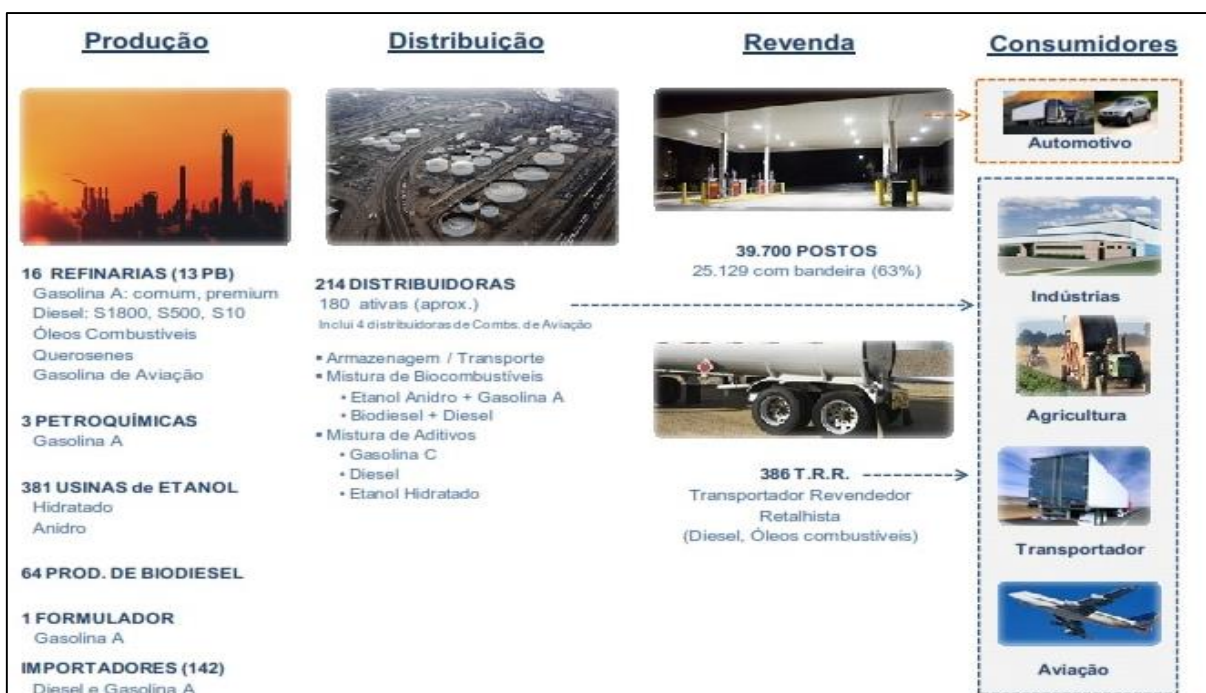 Produção
16 REFINARIAS (13 PB)
Gasolina A: comum, premium
Diesel: S1800, S500, S10
Óleos Combustíveis
Querosenes
Gasolina de Aviação
3 PETROQUÍMICAS
Gasolina A
381 USINAS de ETANOL
Hidratado
Anidro
64 PROD. DE BIODIESEL
1 FORMULADOR
Gasolina A
IMPORTADORES (142)
Diesel e Gasolina A
Distribuição
214 DISTRIBUIDORAS
180 ativas (aprox.)
Inclui 4 distribuidoras de Combs. de Aviação
▪ Armazenagem / Transporte
▪ Mistura de Biocombustíveis
• Etanol Anidro + Gasolina A
• Biodiesel + Diesel
▪ Mistura de Aditivos
• Gasolina C
• Diesel
• Etanol Hidratado
Revenda
39.700 POSTOS
25.129 com bandeira (63%)
386 T.R.R.
Transportador Revendedor
Retalhista
(Diesel, Óleos combustíveis)
Consumidores
Automotivo
Indústrias
Agricultura
Transportador
Aviação